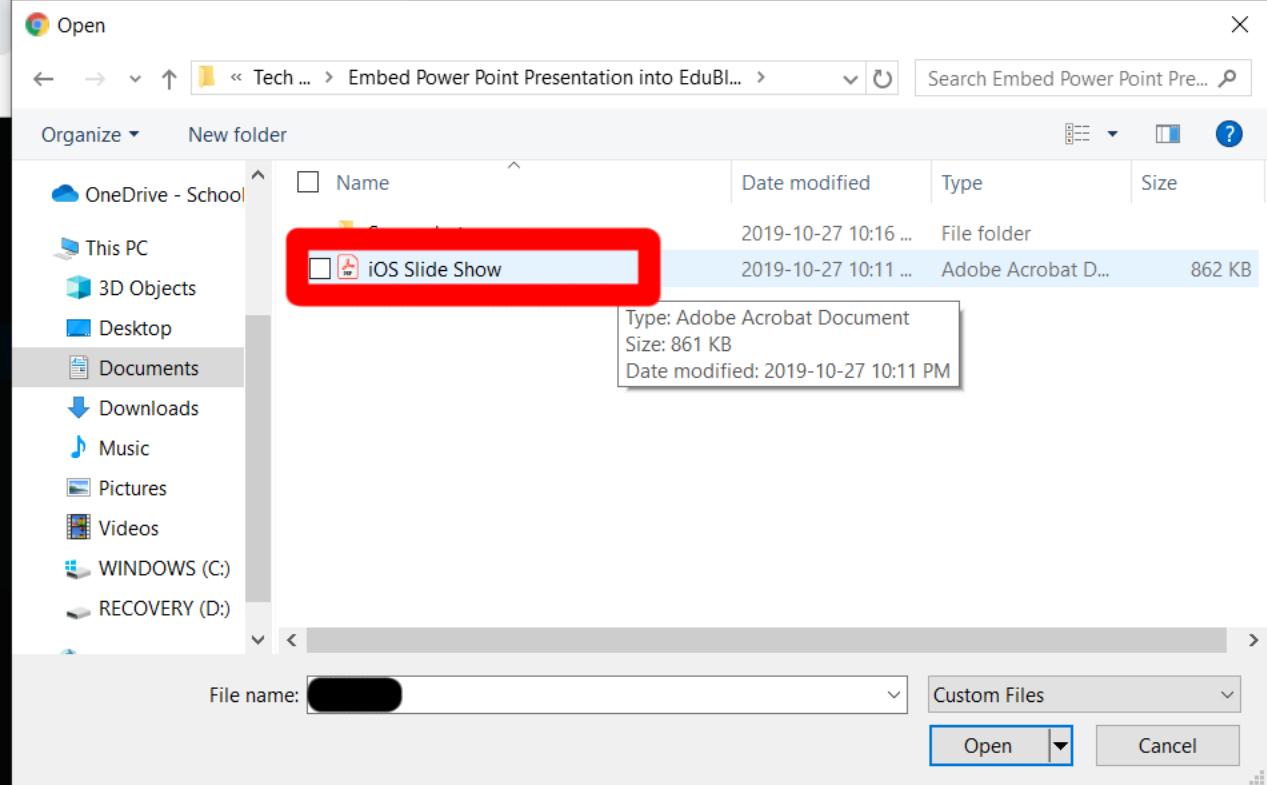 Open
« Tech ... > Embed Power Point Presentation into EduBl... >
Search Embed Power Point Pre...
Organize
New folder
?
Name
Date modified
Type
Size
OneDrive - School
This PC
3D Objects
Desktop
Documents
Downloads
Music
Pictures
Videos
WINDOWS (C:)
RECOVERY (D:)
2019-10-27 10:16 ...
File folder
iOS Slide Show
2019-10-27 10:11 ...
Adobe Acrobat D...
862 KB
Type: Adobe Acrobat Document
Size: 861 KB
Date modified: 2019-10-27 10:11 PM
File name:
Custom Files
Open
Cancel